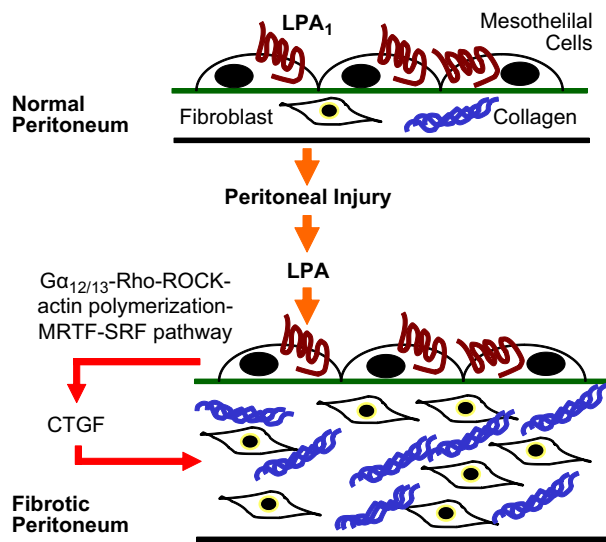 LPA₁
Mesothelilal
Cells
Normal
Peritoneum
Fibroblast
Collagen
Peritoneal Injury
LPA
Gα₁₂/₁₃-Rho-ROCK-
actin polymerization-
MRTF-SRF pathway
CTGF
Fibrotic
Peritoneum